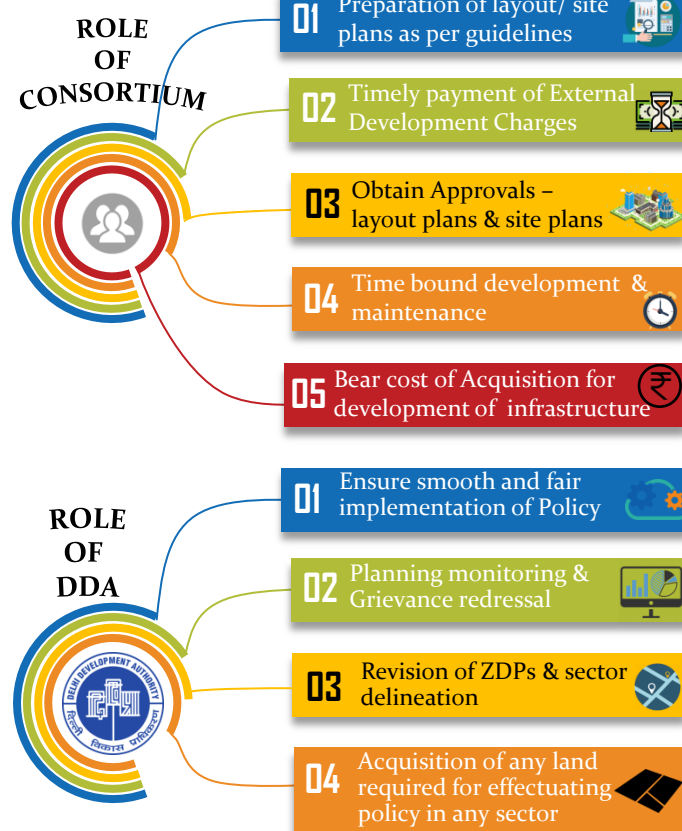 ROLE
OF
CONSORTIUM
01
Preparation of layout/ site
plans as per guidelines
02
Timely payment of External
Development Charges
03
Obtain Approvals –
layout plans & site plans
04
Time bound development &
maintenance
05
Bear cost of Acquisition for
development of infrastructure
₹
ROLE
OF
DDA
DELHI DEVELOPMENT AUTHORITY
दिल्ली विकास प्राधिकरण
01
Ensure smooth and fair
implementation of Policy
02
Planning monitoring &
Grievance redressal
03
Revision of ZDPs & sector
delineation
04
Acquisition of any land
required for effectuating
policy in any sector